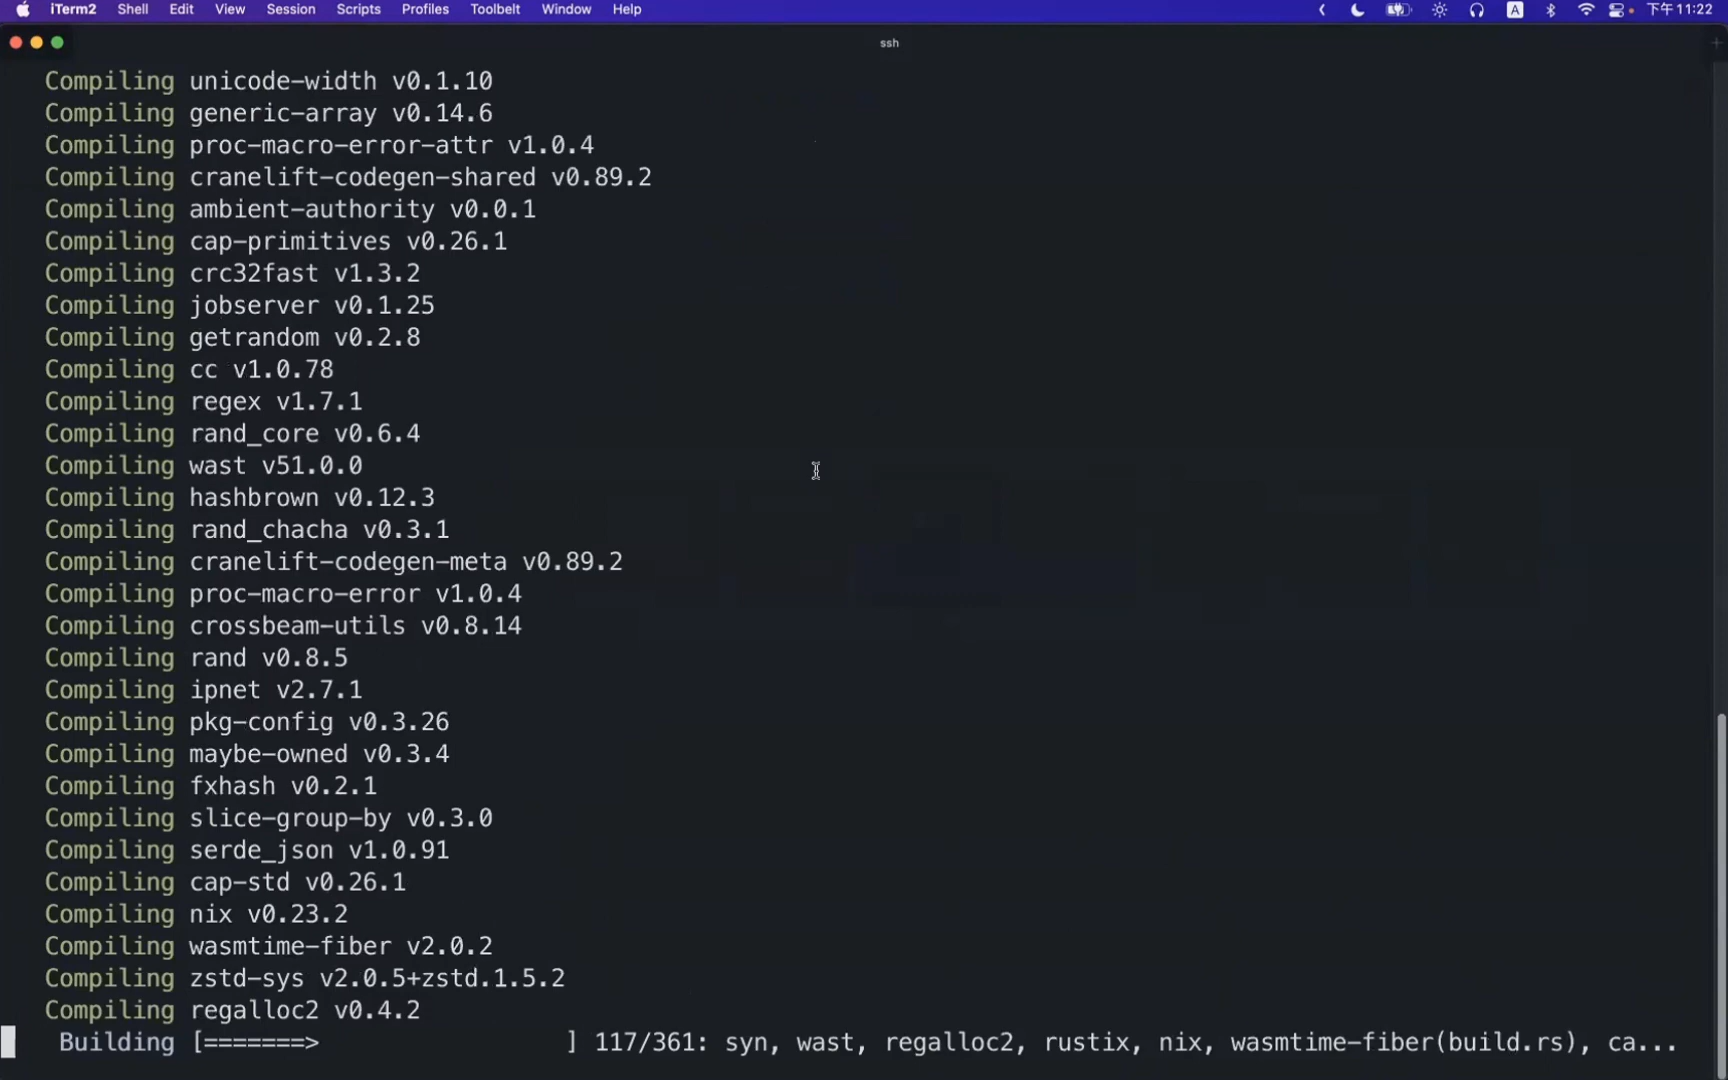 iTerm2 Shell Edit View Session Scripts Profiles Toolbelt Window Help A 下午11:22
ssh
Compiling unicode-width v0.1.10
Compiling generic-array v0.14.6
Compiling proc-macro-error-attr v1.0.4
Compiling cranelift-codegen-shared v0.89.2
Compiling ambient-authority v0.0.1
Compiling cap-primitives v0.26.1
Compiling crc32fast v1.3.2
Compiling jobserver v0.1.25
Compiling getrandom v0.2.8
Compiling cc v1.0.78
Compiling regex v1.7.1
Compiling rand_core v0.6.4
Compiling wast v51.0.0
Compiling hashbrown v0.12.3
Compiling rand_chacha v0.3.1
Compiling cranelift-codegen-meta v0.89.2
Compiling proc-macro-error v1.0.4
Compiling crossbeam-utils v0.8.14
Compiling rand v0.8.5
Compiling ipnet v2.7.1
Compiling pkg-config v0.3.26
Compiling maybe-owned v0.3.4
Compiling fxhash v0.2.1
Compiling slice-group-by v0.3.0
Compiling serde_json v1.0.91
Compiling cap-std v0.26.1
Compiling nix v0.23.2
Compiling wasmtime-fiber v2.0.2
Compiling zstd-sys v2.0.5+zstd.1.5.2
Compiling regalloc2 v0.4.2
Building [=======>                 ] 117/361: syn, wast, regalloc2, rustix, nix, wasmtime-fiber(build.rs), ca...